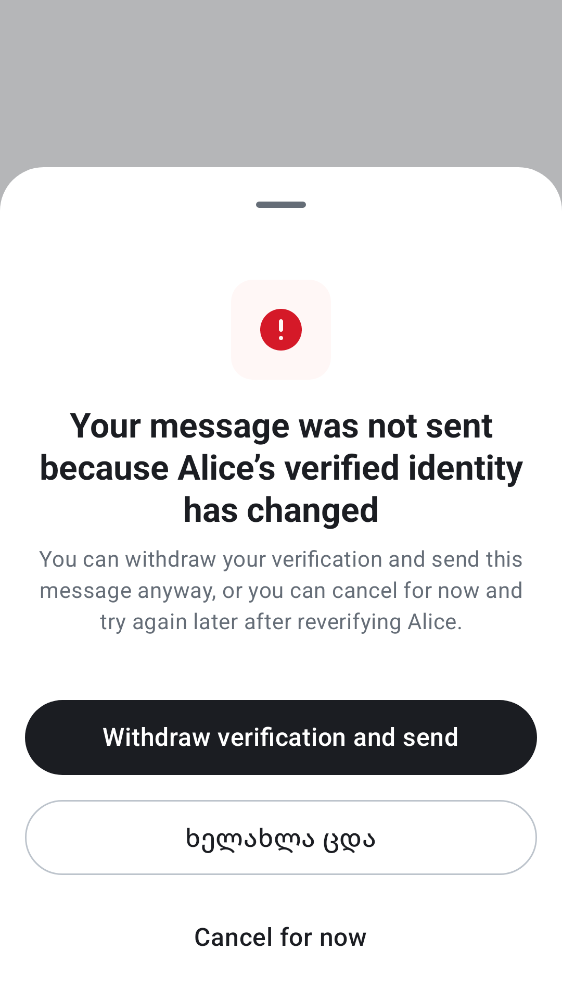 Your message was not sent
because Alice’s verified identity
has changed
You can withdraw your verification and send this
message anyway, or you can cancel for now and
try again later after reverifying Alice.
Withdraw verification and send
ხელახლა ცდა
Cancel for now